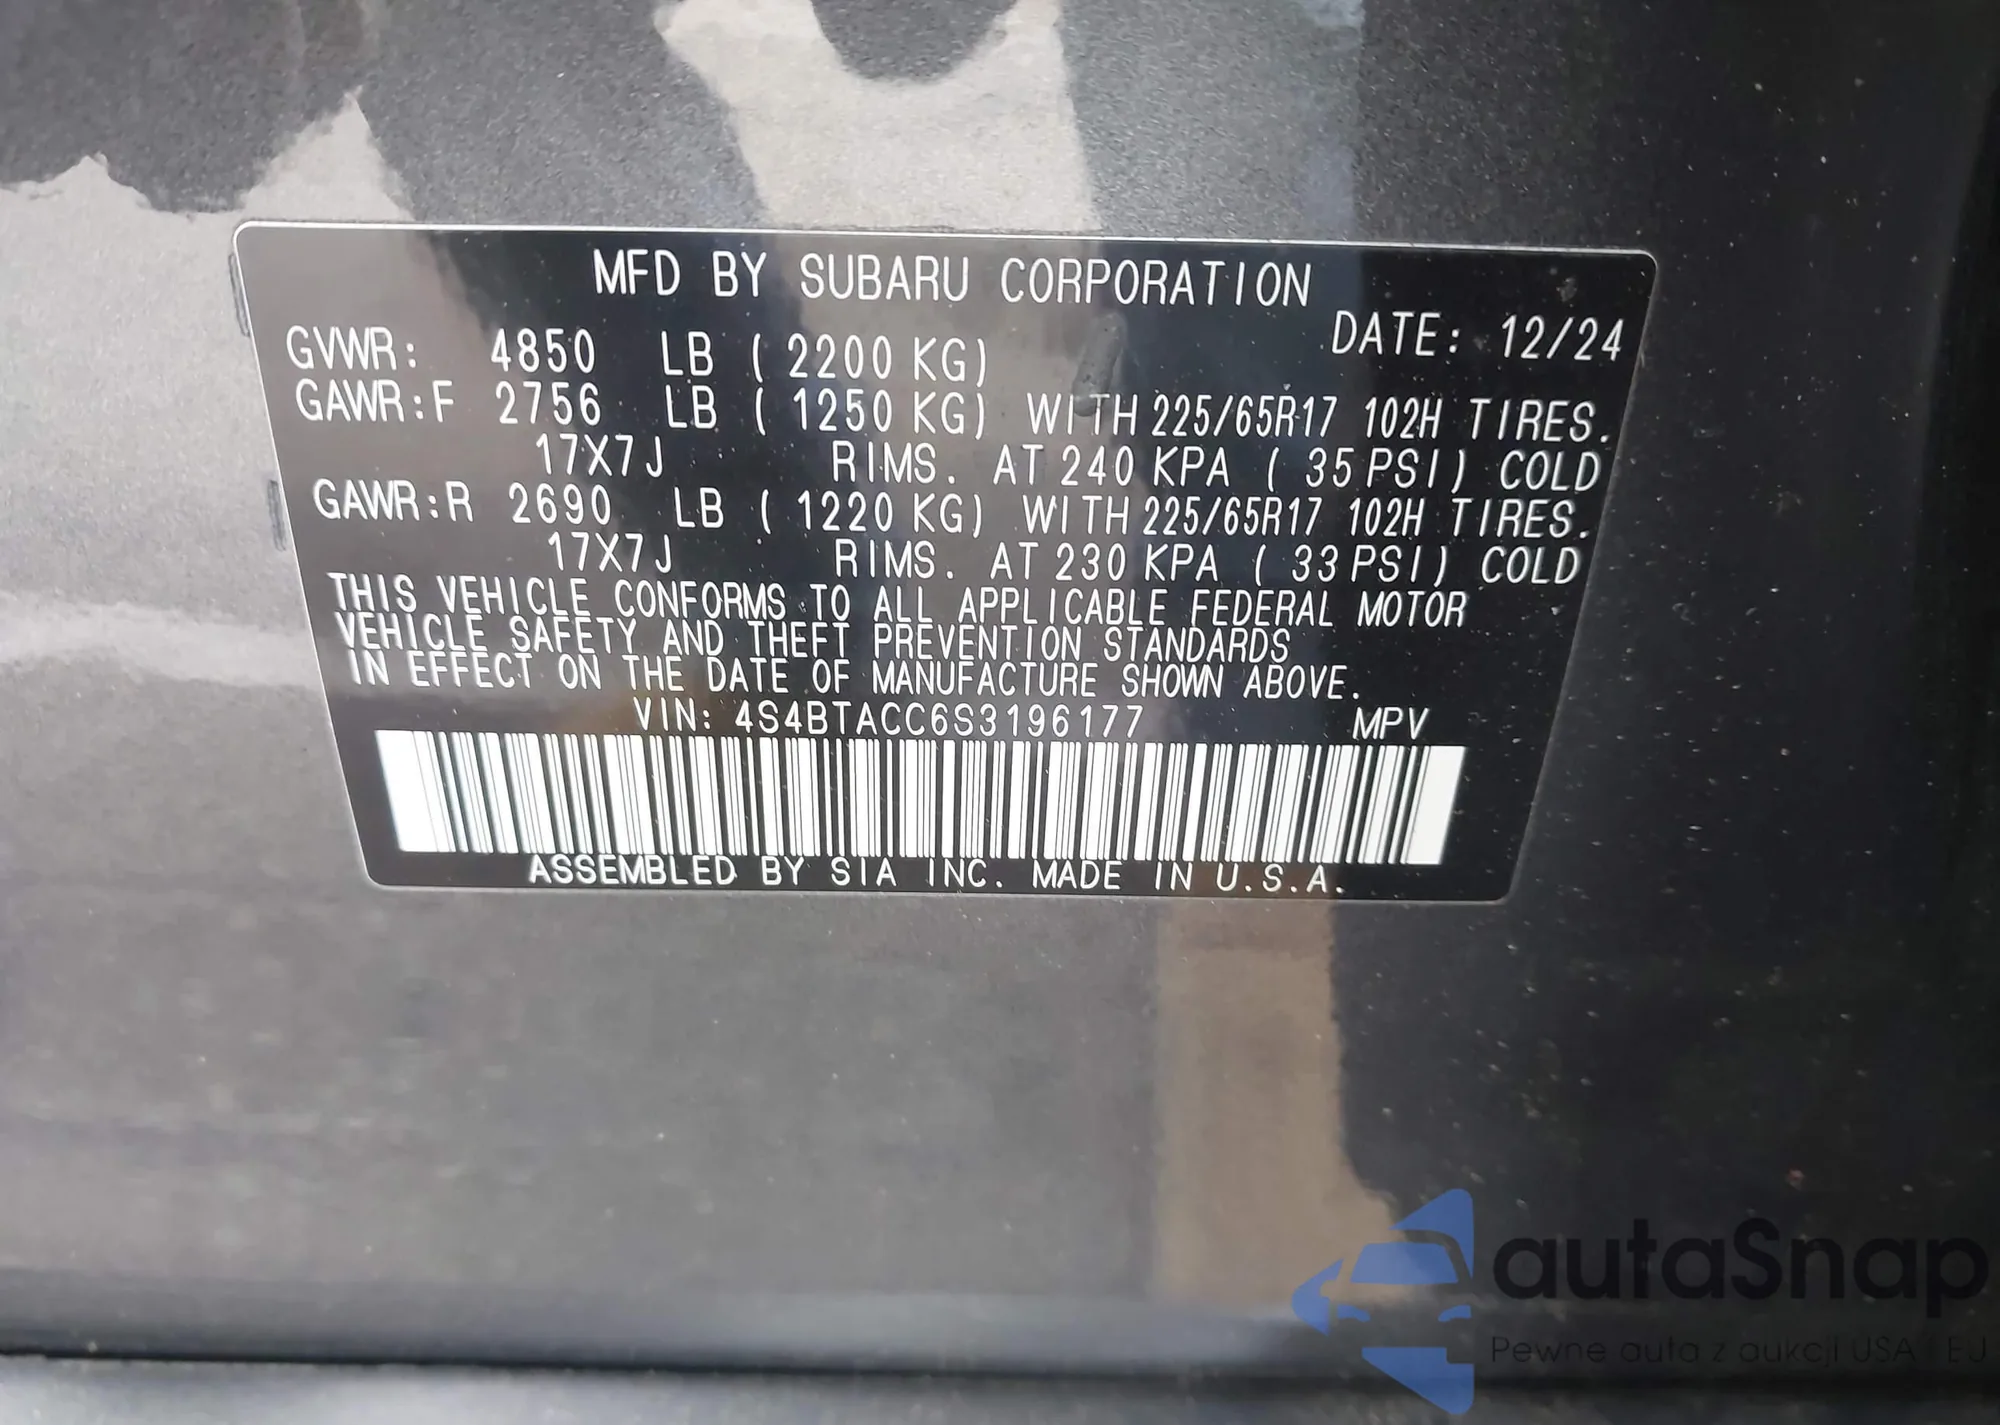 MFD BY SUBARU CORPORATION
DATE: 12/24
GVWR: 4850 LB ( 2200 KG)
GAWR:F 2756 LB ( 1250 KG) WITH 225/65R17 102H TIRES.
17X7J RIMS. AT 240 KPA ( 35 PSI) COLD
GAWR:R 2690 LB ( 1220 KG) WITH 225/65R17 102H TIRES.
17X7J RIMS. AT 230 KPA ( 33 PSI) COLD
THIS VEHICLE CONFORMS TO ALL APPLICABLE FEDERAL MOTOR
VEHICLE SAFETY AND THEFT PREVENTION STANDARDS
IN EFFECT ON THE DATE OF MANUFACTURE SHOWN ABOVE.
VIN: 4S4BTACC6S3196177 MPV
ASSEMBLED BY SIA INC. MADE IN U.S.A.
autaSnap
Pewne auta z aukcji USA i EJ